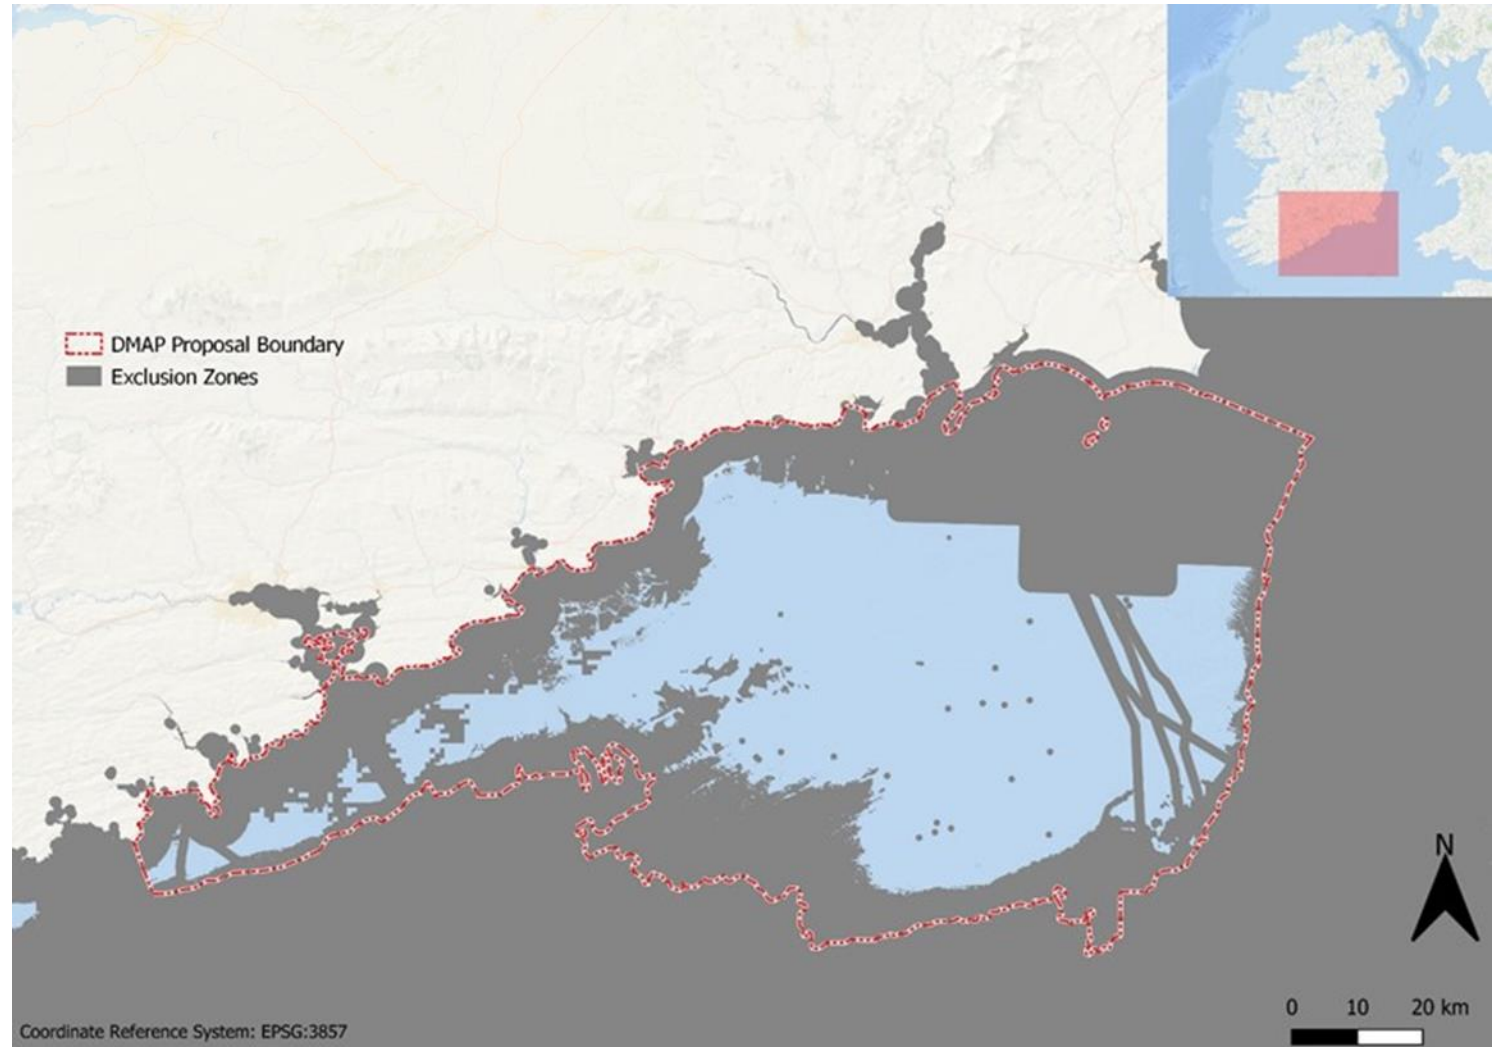 DMAP Proposal Boundary
Exclusion Zones
N
0 10 20 km
Coordinate Reference System: EPSG:3857